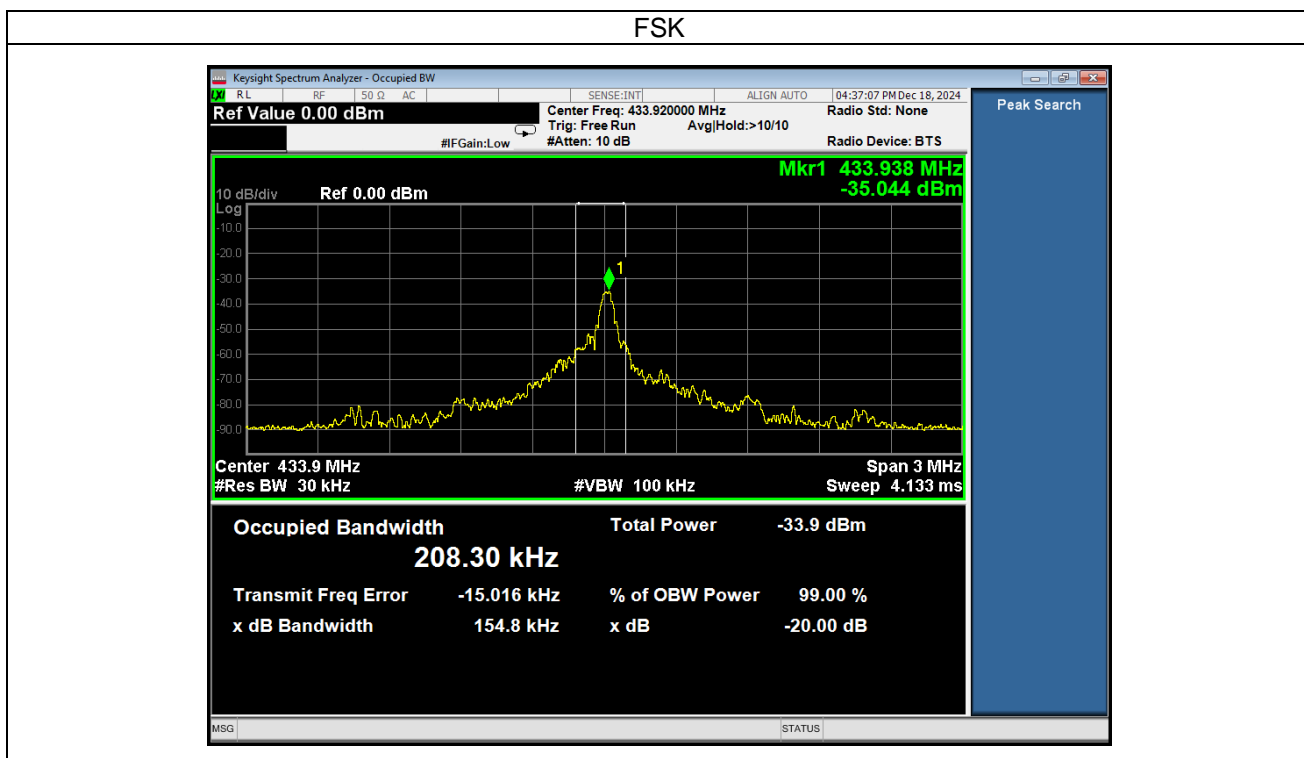 FSK
Keysight Spectrum Analyzer - Occupied BW
LXI RL RF 50 Ω AC SENSE:INT ALIGN AUTO 04:37:07 PM Dec 18, 2024
Ref Value 0.00 dBm Center Freq: 433.920000 MHz Radio Std: None Peak Search
Trig: Free Run Avg|Hold:>10/10
#IFGain:Low #Atten: 10 dB Radio Device: BTS
Mkr1 433.938 MHz
10 dB/div Ref 0.00 dBm -35.044 dBm
Log
-10.0
-20.0
1
-30.0
-40.0
-50.0
-60.0
-70.0
-80.0
-90.0
Center 433.9 MHz Span 3 MHz
#Res BW 30 kHz #VBW 100 kHz Sweep 4.133 ms
Occupied Bandwidth Total Power -33.9 dBm
208.30 kHz
Transmit Freq Error -15.016 kHz % of OBW Power 99.00 %
x dB Bandwidth 154.8 kHz x dB -20.00 dB
MSG STATUS